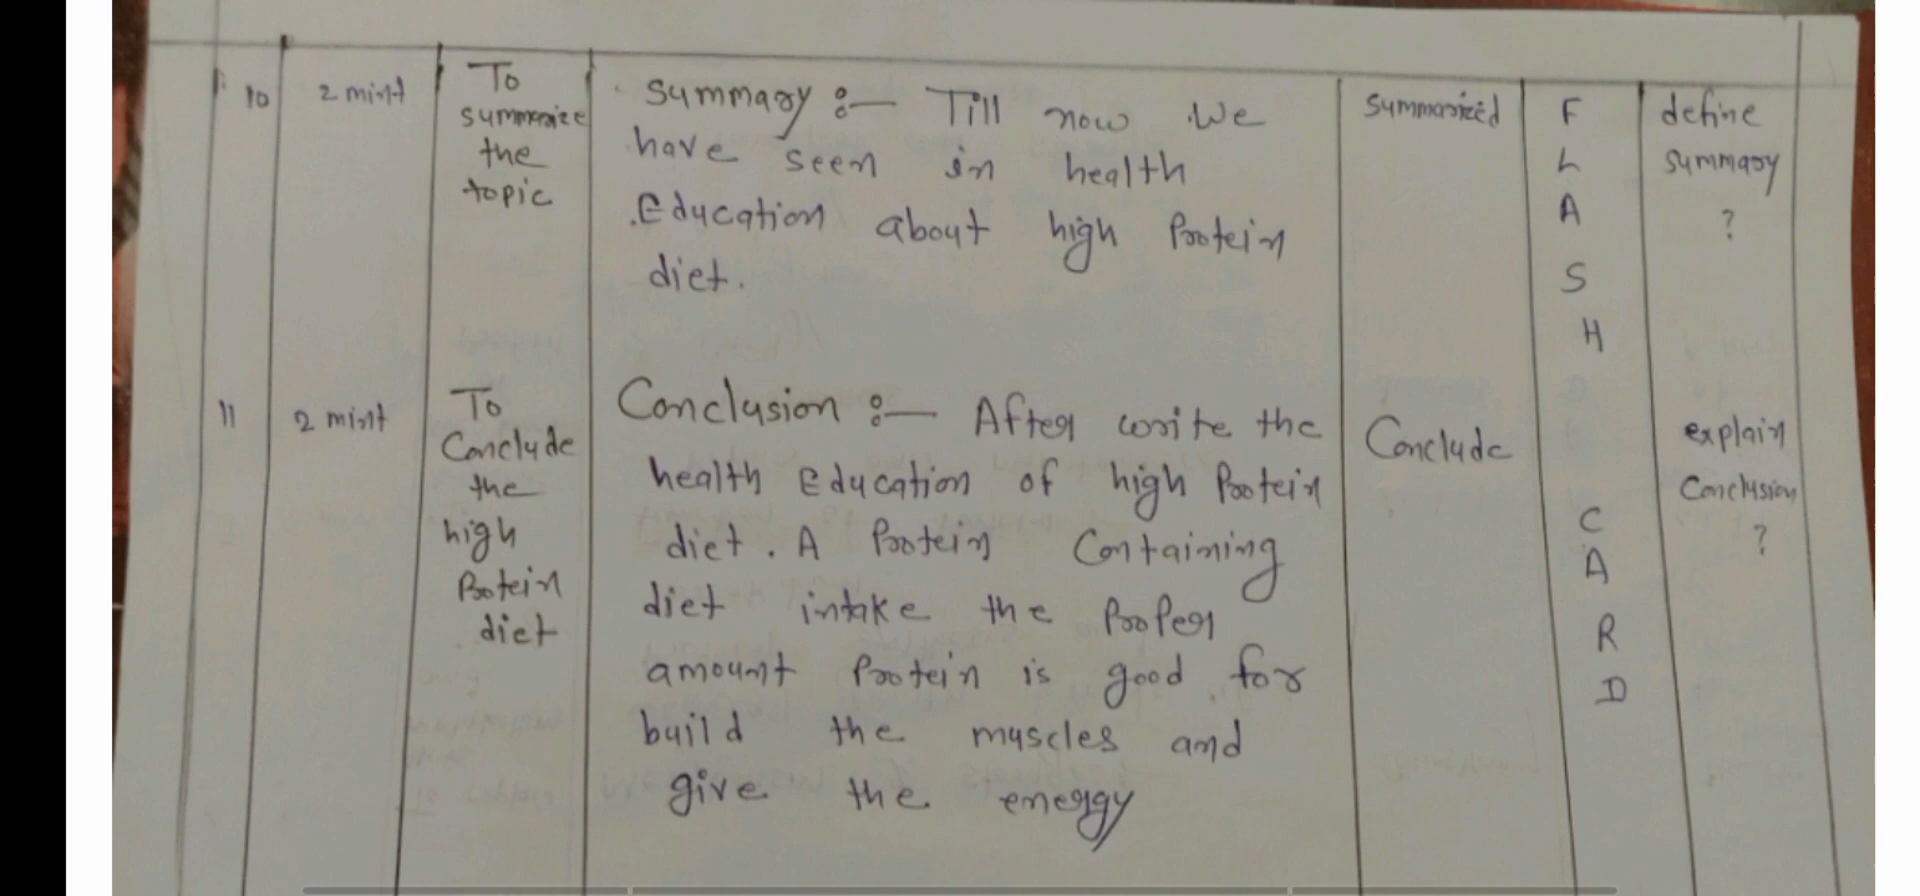 10
2 mint
To
summarize
the
topic
Summary :- Till now we
have seen in health
Education about high Protein
diet.
Summarized
F
L
A
S
H
define
summary
?
11
2 mint
To
Conclude
the
high
Protein
diet
Conclusion :- After write the
health Education of high Protein
diet. A Protein Containing
diet intake the Proper
amount Protein is good for
build the muscles and
give the energy
Conclude
C
A
R
D
explain
Conclusion
?